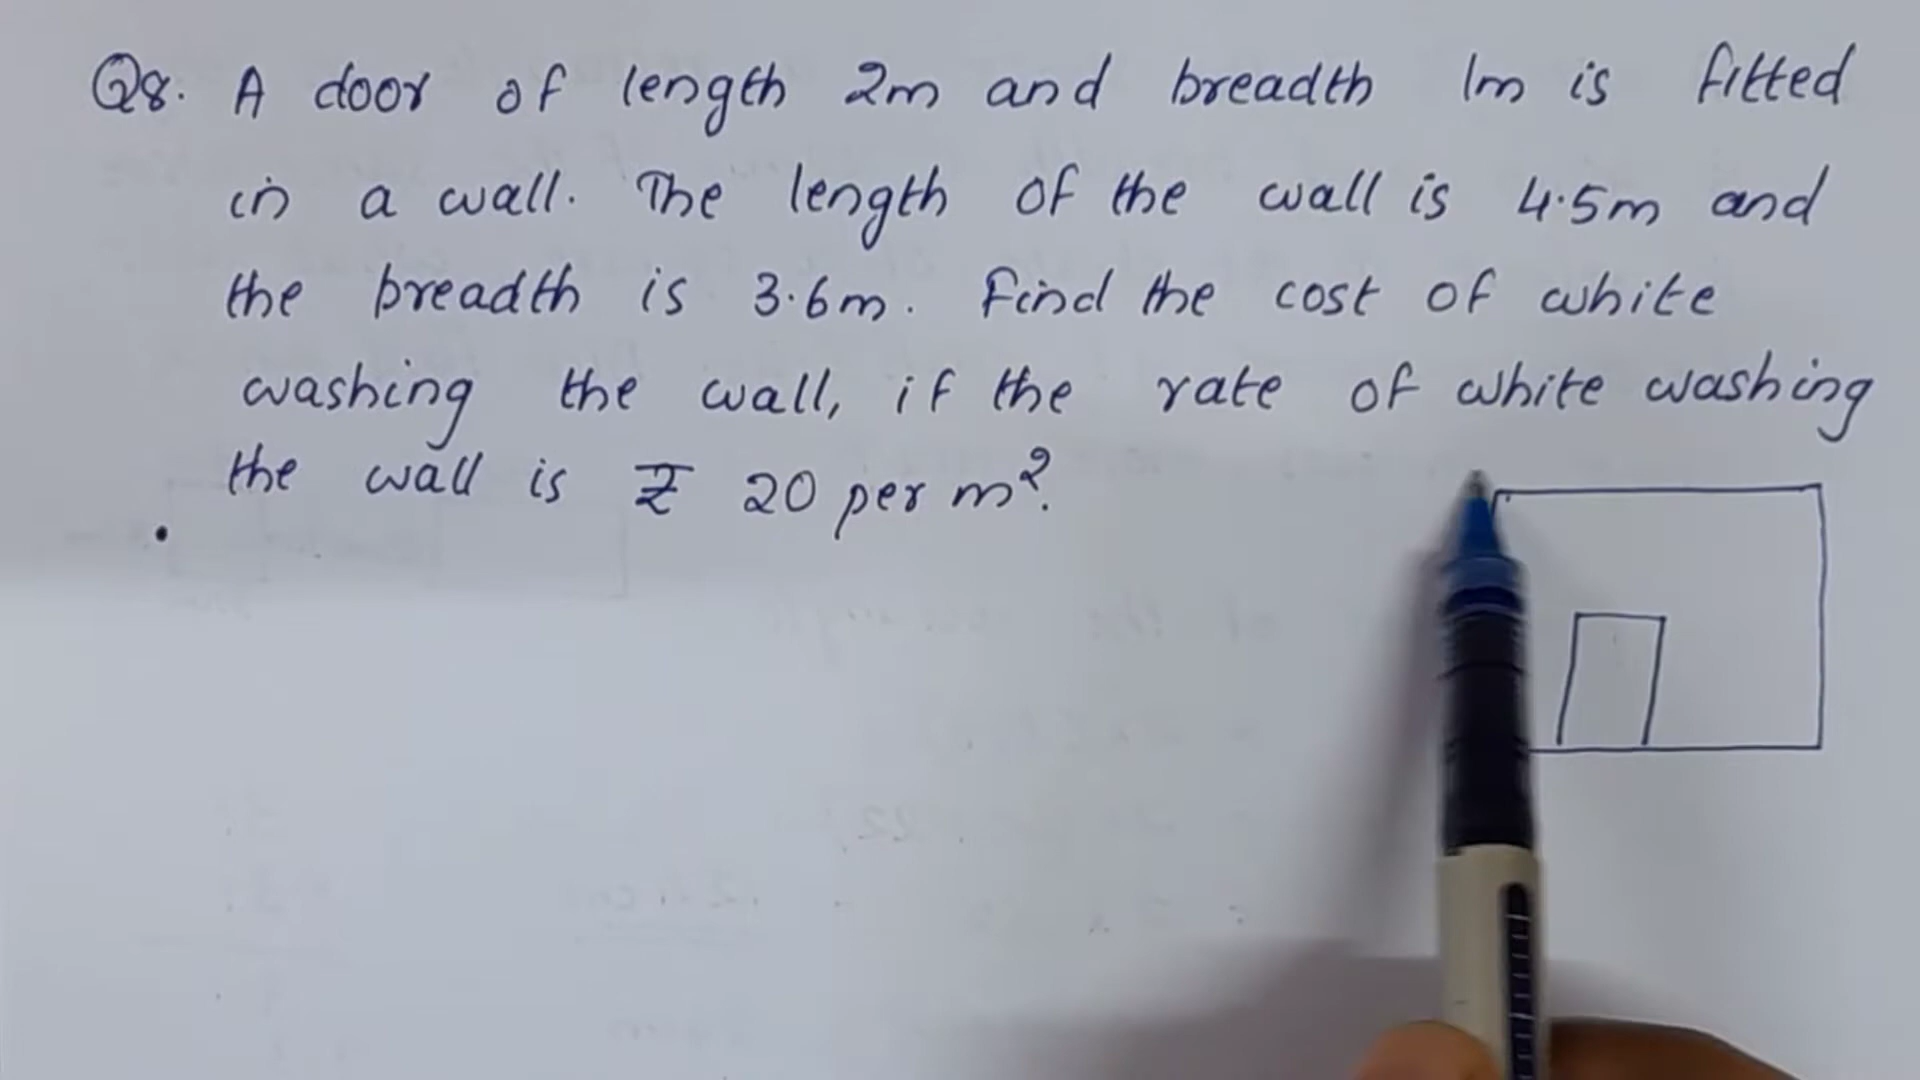 Q8. A door of length 2m and breadth 1m is fitted
in a wall. The length of the wall is 4.5m and
the breadth is 3.6m. Find the cost of white
washing the wall, if the rate of white washing
the wall is ₹ 20 per m².